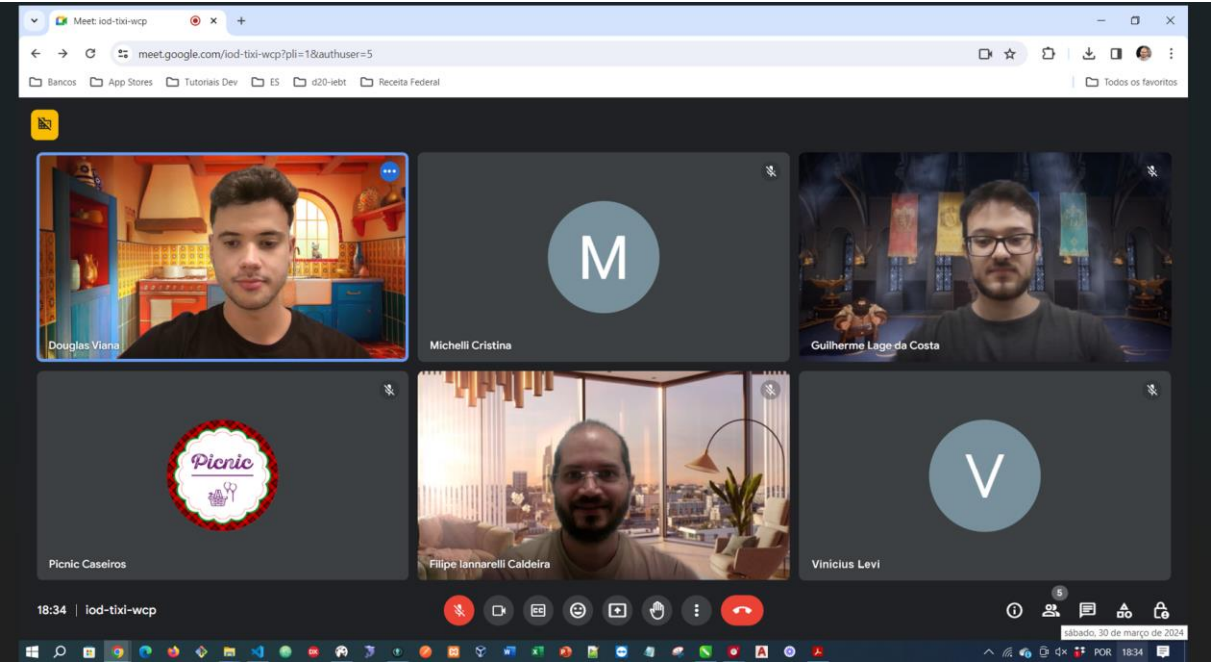 Meet: iod-tixi-wcp
meet.google.com/iod-tixi-wcp?pli=1&authuser=5
Bancos App Stores Tutoriais Dev ES d20-iebt Receita Federal Todos os favoritos
Douglas Viana
M
Michelli Cristina
Guilherme Lage da Costa
Picnic
Picnic Caseiros
Filipe Iannarelli Caldeira
V
Vinicius Levi
18:34 | iod-tixi-wcp
CC
5
sábado, 30 de março de 2024
POR 18:34